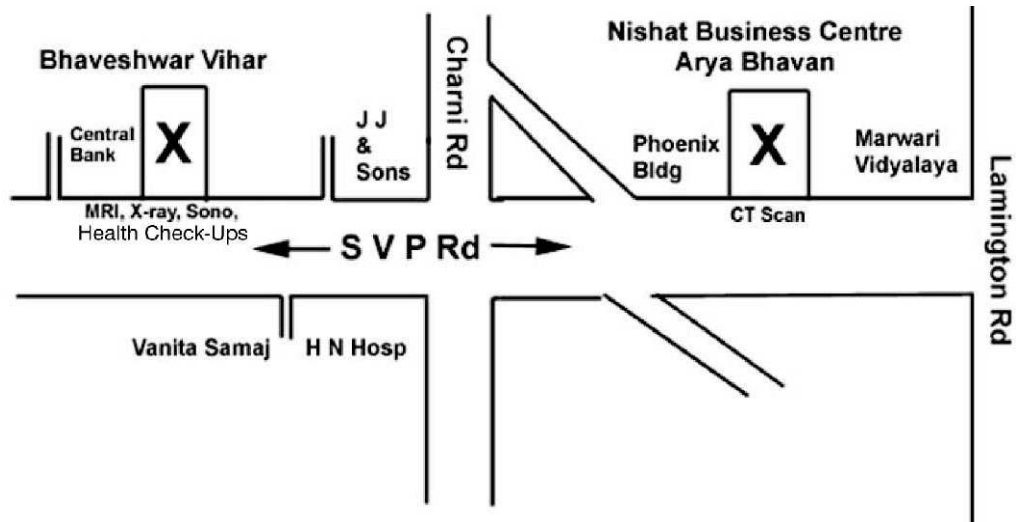 Bhaveshwar Vihar
Central
Bank
X
MRI, X-ray, Sono,
Health Check-Ups
J J
&
Sons
Charni Rd
Nishat Business Centre
Arya Bhavan
Phoenix
Bldg
X
CT Scan
Marwari
Vidyalaya
Lamington Rd
S V P Rd
Vanita Samaj
H N Hosp